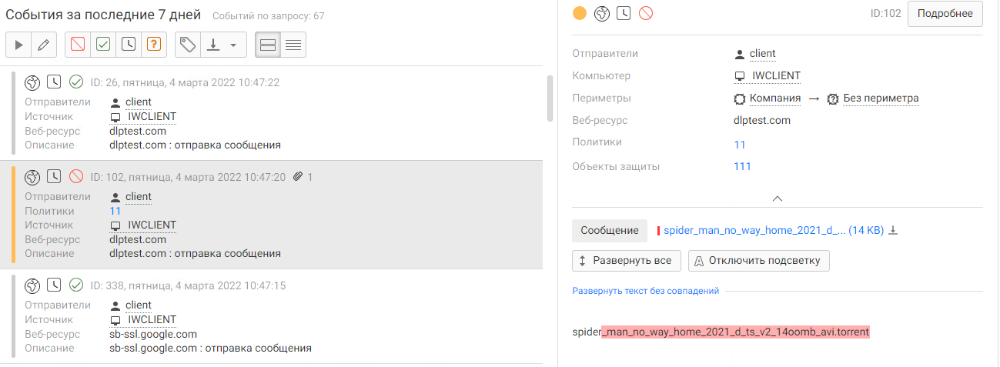 События за последние 7 дней Событий по запросу: 67
ID: 26, пятница, 4 марта 2022 10:47:22
Отправители client
Источник IWCLIENT
Веб-ресурс dlptest.com
Описание dlptest.com : отправка сообщения
ID: 102, пятница, 4 марта 2022 10:47:20 1
Отправители client
Политики 11
Источник IWCLIENT
Веб-ресурс dlptest.com
Описание dlptest.com : отправка сообщения
ID: 338, пятница, 4 марта 2022 10:47:15
Отправители client
Источник IWCLIENT
Веб-ресурс sb-ssl.google.com
Описание sb-ssl.google.com : отправка сообщения
ID:102 Подробнее
Отправители client
Компьютер IWCLIENT
Периметры Компания → Без периметра
Веб-ресурс dlptest.com
Политики 11
Объекты защиты 111
Сообщение spider_man_no_way_home_2021_d_... (14 KB)
Развернуть все Отключить подсветку
Развернуть текст без совпадений
spider_man_no_way_home_2021_d_ts_v2_14oomb_avi.torrent